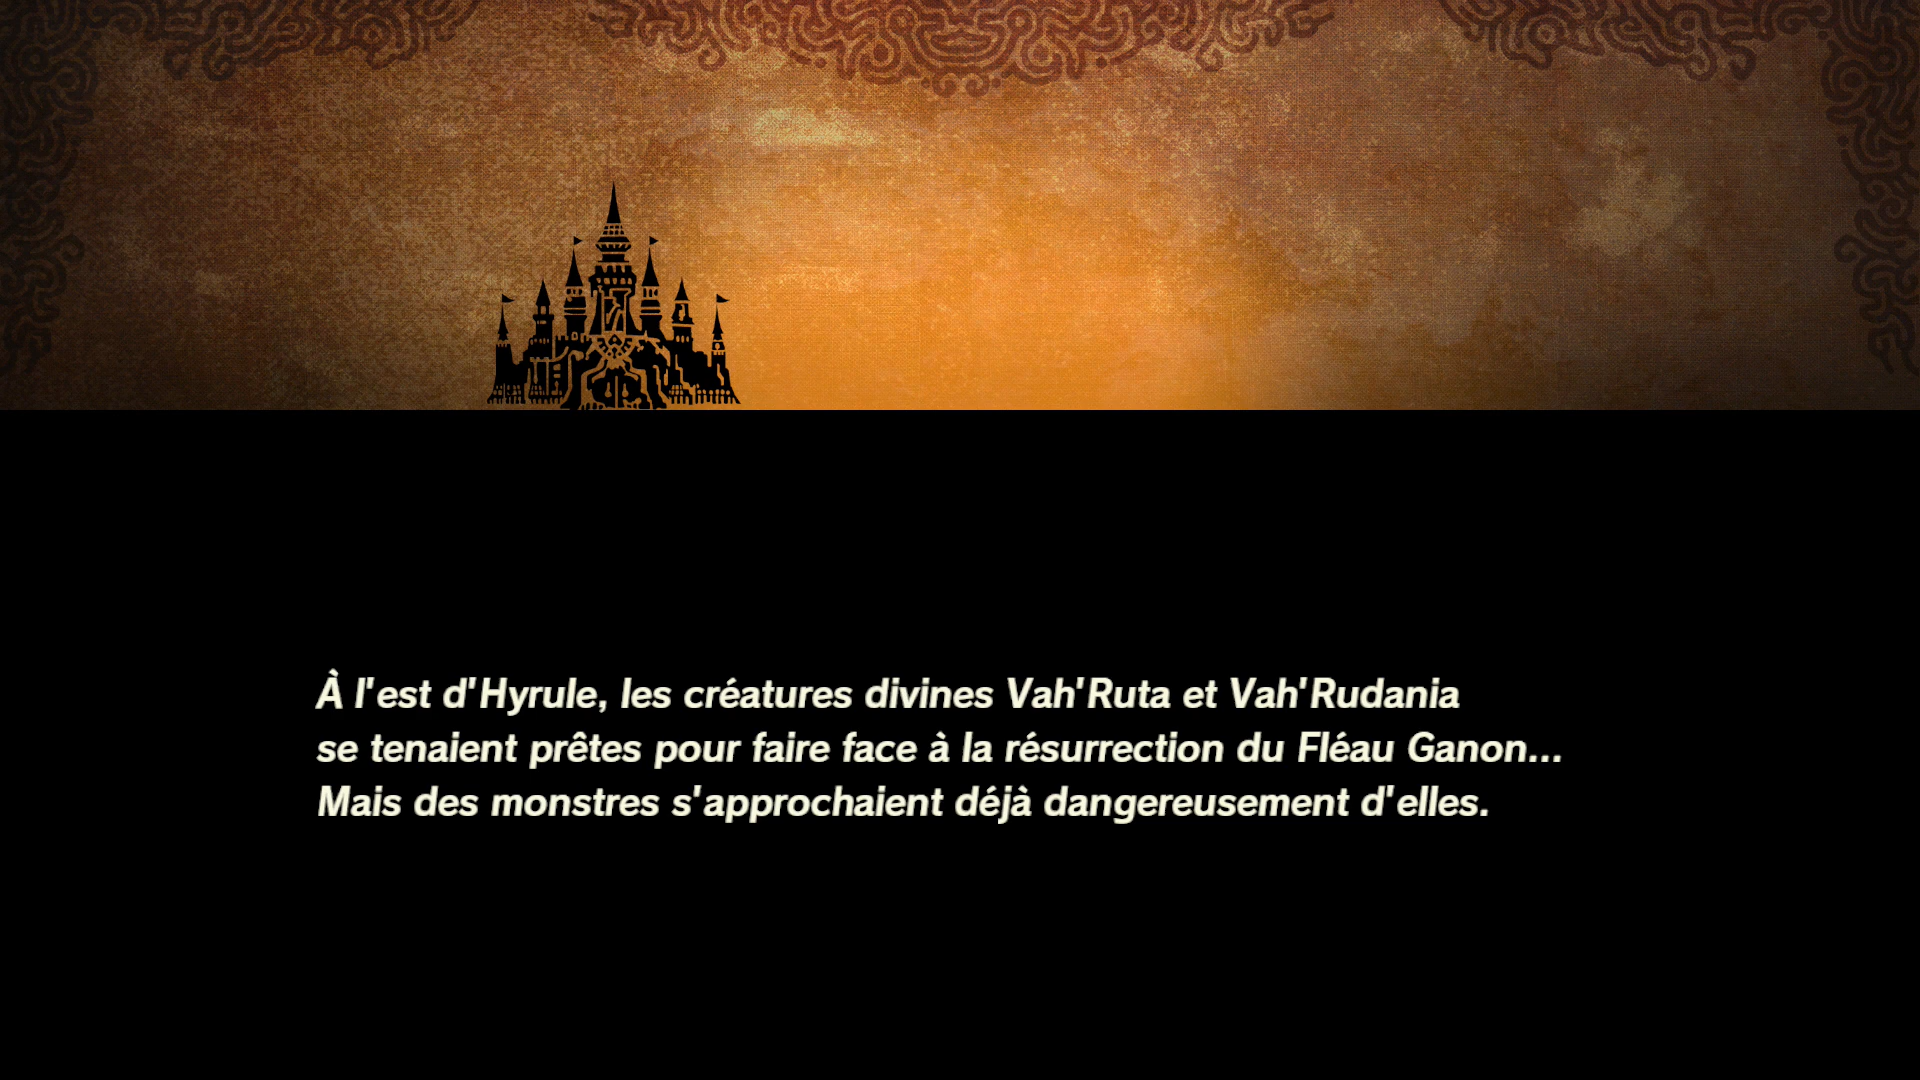 À l'est d'Hyrule, les créatures divines Vah'Ruta et Vah'Rudania
se tenaient prêtes pour faire face à la résurrection du Fléau Ganon...
Mais des monstres s'approchaient déjà dangereusement d'elles.